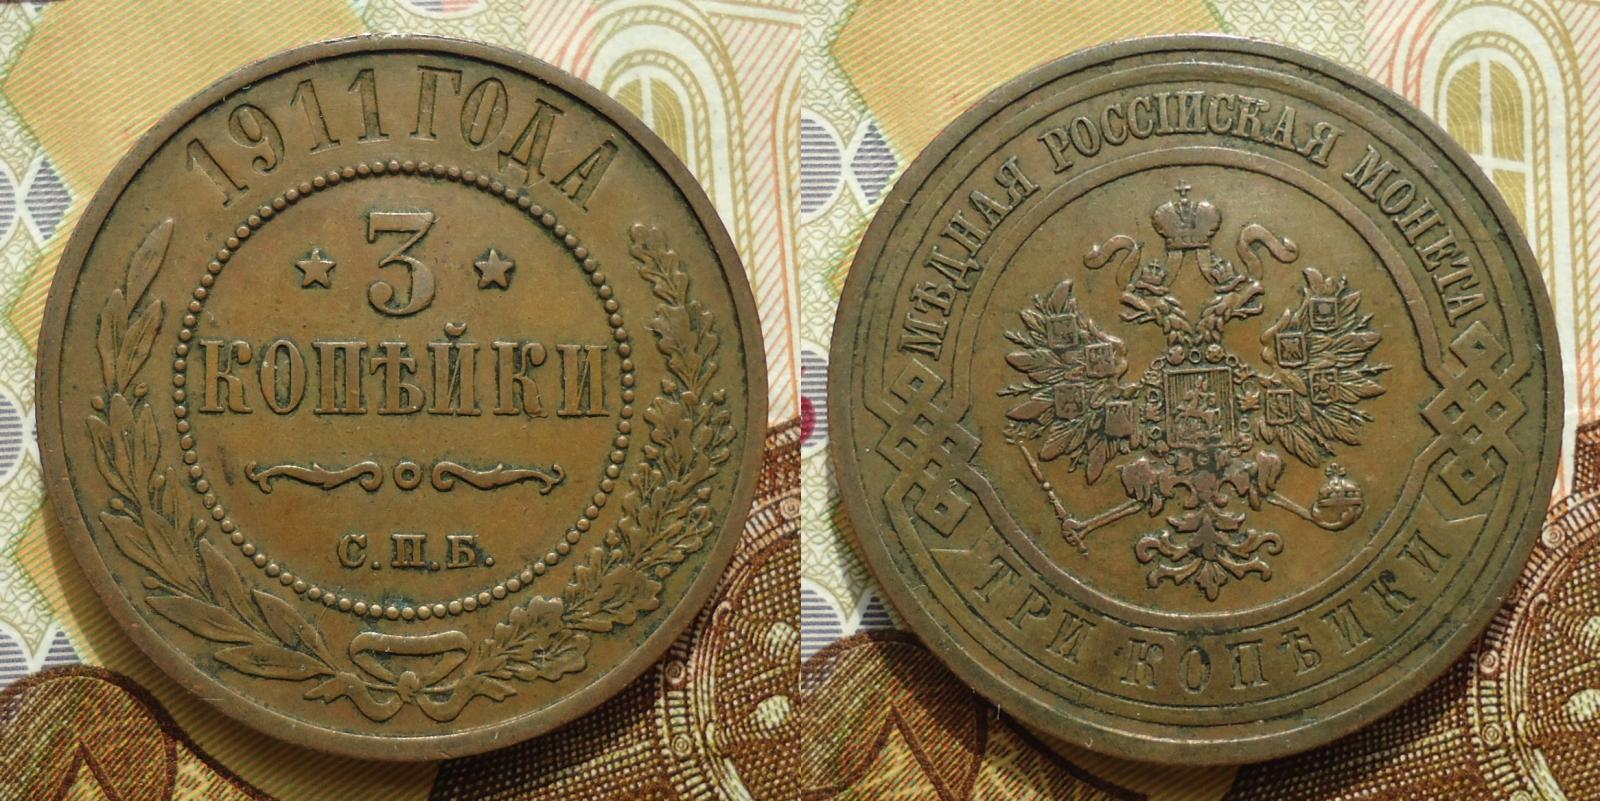 1911 ГОДА
3
КОПѢЙКИ
С.П.Б.
МѢДНАЯ РОССІЙСКАЯ МОНЕТА
ТРИ КОПѢЙКИ